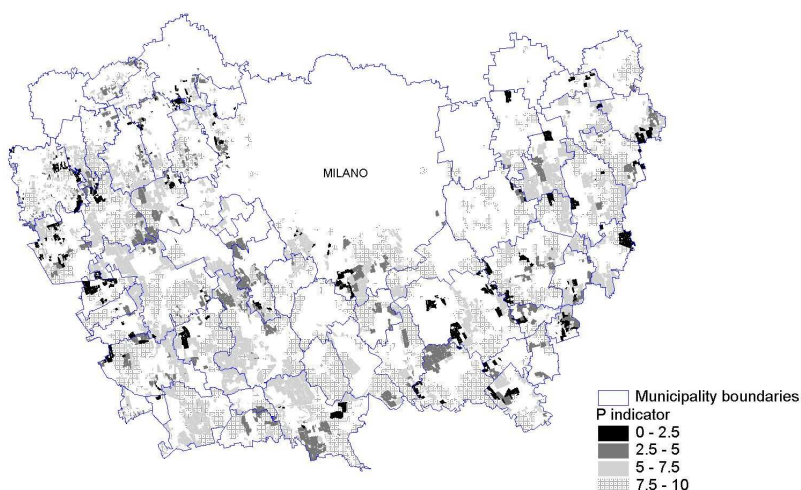 MILANO
Municipality boundaries
P indicator
0 - 2.5
2.5 - 5
5 - 7.5
7.5 - 10